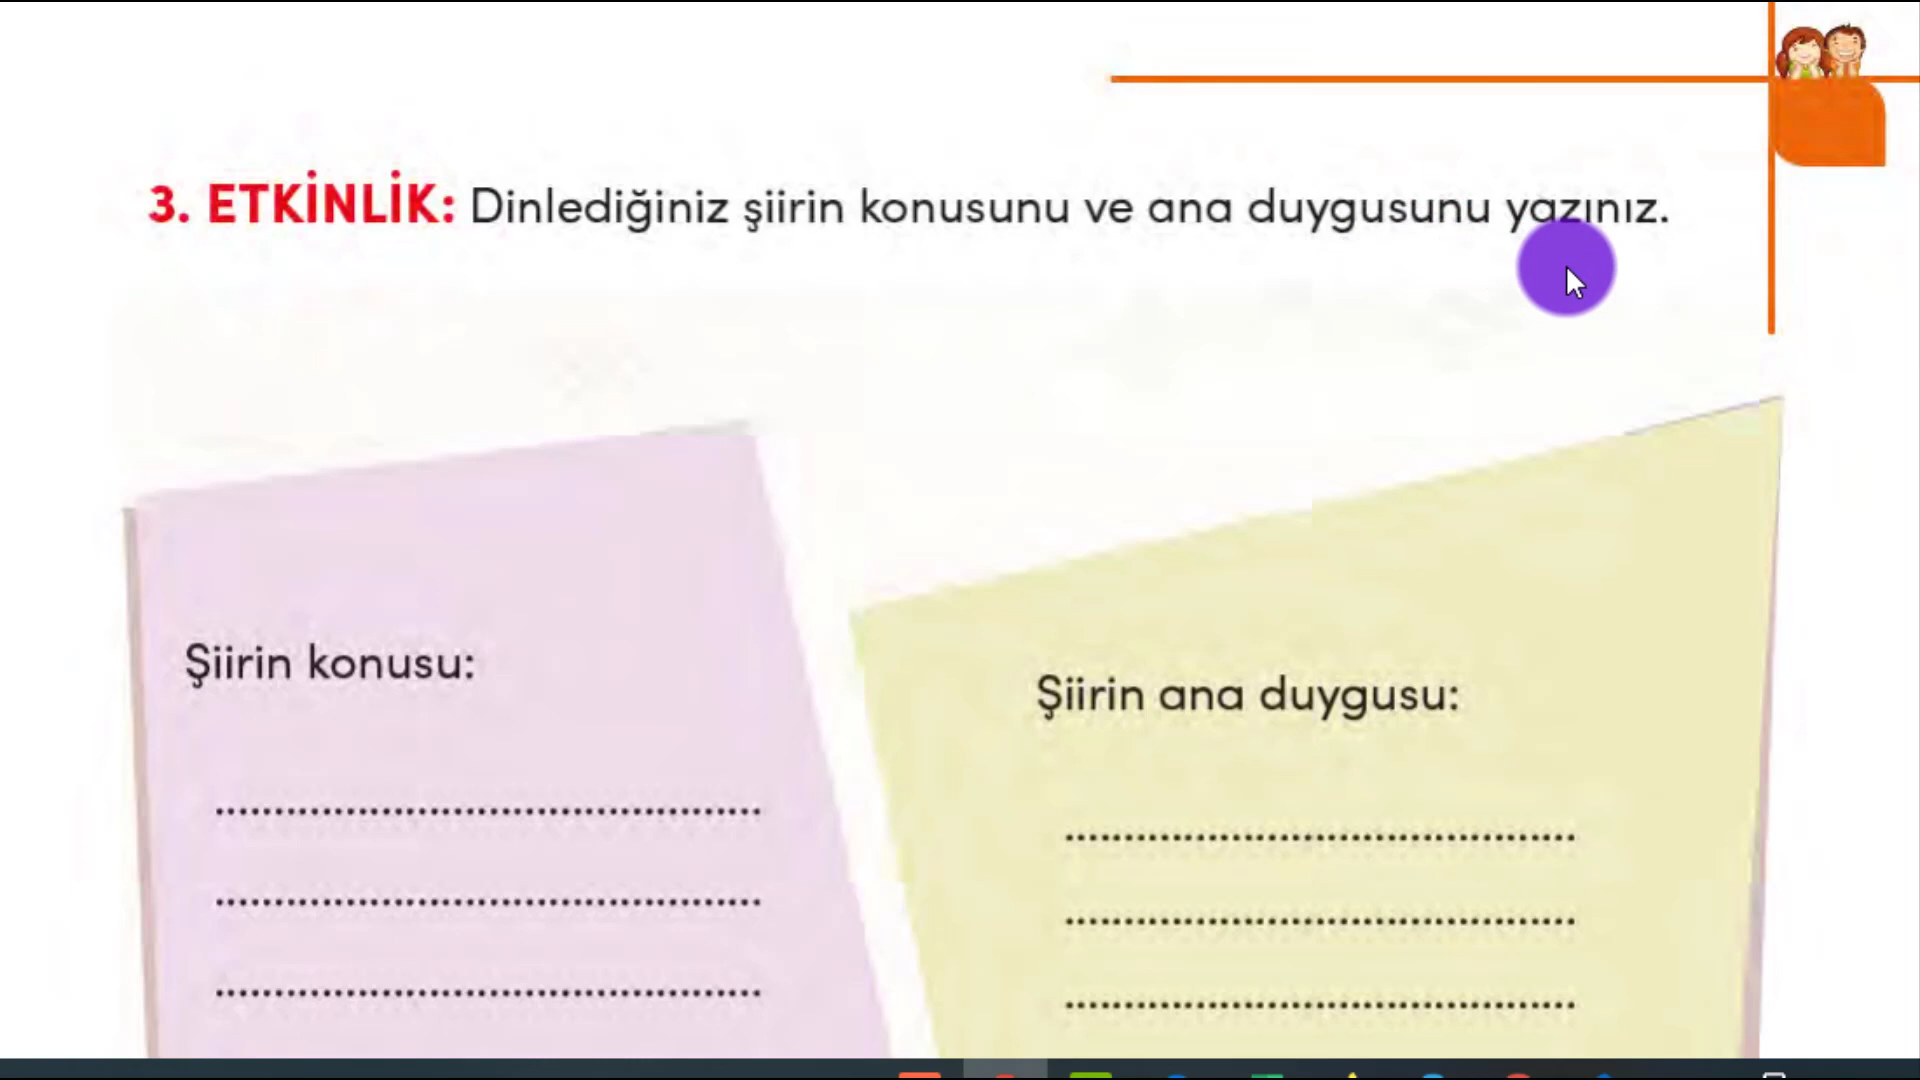 3. ETKİNLİK: Dinlediğiniz şiirin konusunu ve ana duygusunu yazınız.
Şiirin konusu:
Şiirin ana duygusu: